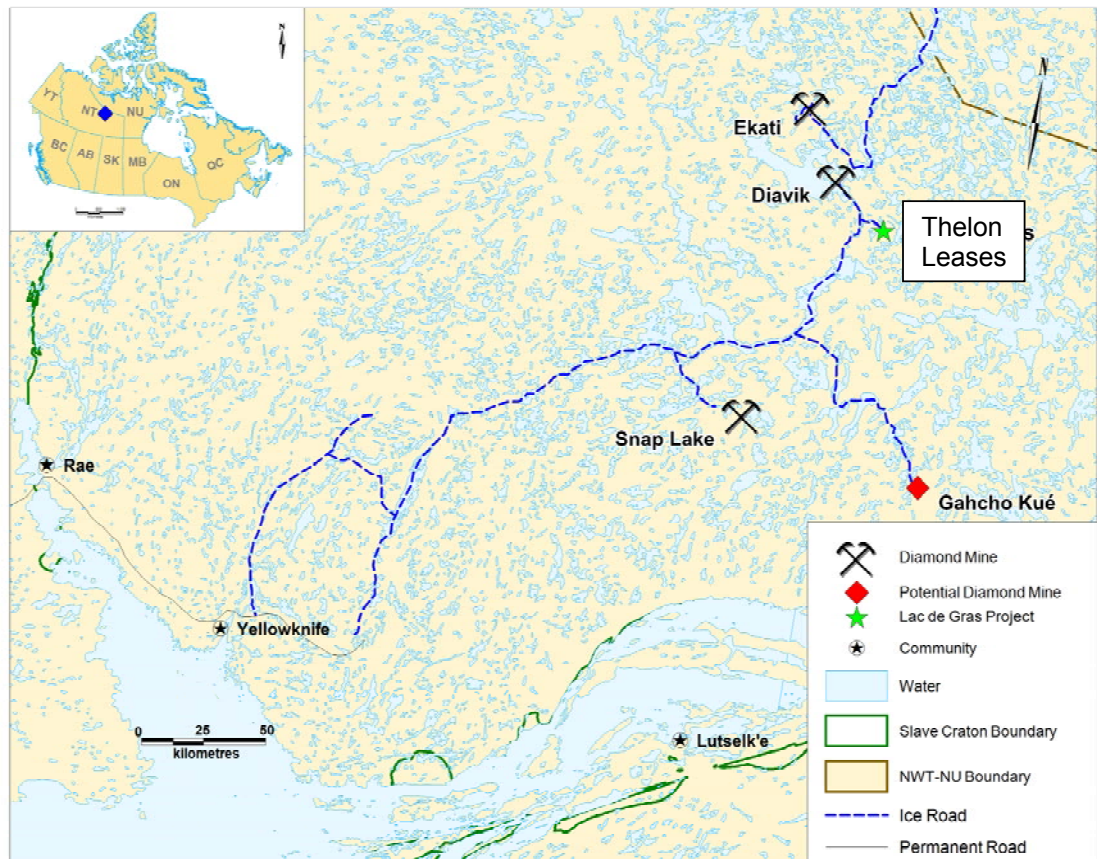 N
YT
NT
NU
BC
AB
SK
MB
ON
QC
N
Ekati
Diavik
Thelon
Leases
s
Snap Lake
Gahcho Kué
Rae
Yellowknife
0 25 50
kilometres
Lutselk'e
Diamond Mine
Potential Diamond Mine
Lac de Gras Project
Community
Water
Slave Craton Boundary
NWT-NU Boundary
Ice Road
Permanent Road